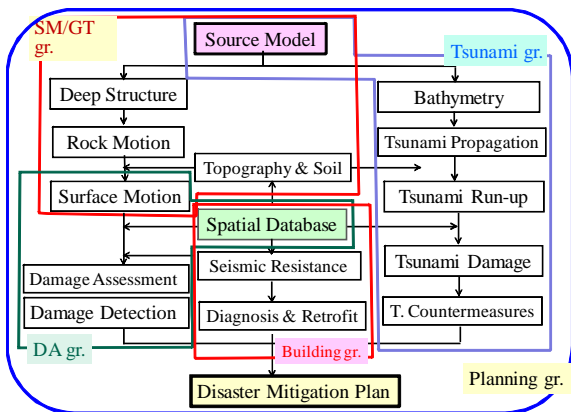 SM/GT
gr.
Source Model
Tsunami gr.
Deep Structure
Bathymetry
Rock Motion
Tsunami Propagation
Topography & Soil
Surface Motion
Tsunami Run-up
Spatial Database
Seismic Resistance
Tsunami Damage
Damage Assessment
Damage Detection
Diagnosis & Retrofit
T. Countermeasures
DA gr.
Building gr.
Planning gr.
Disaster Mitigation Plan